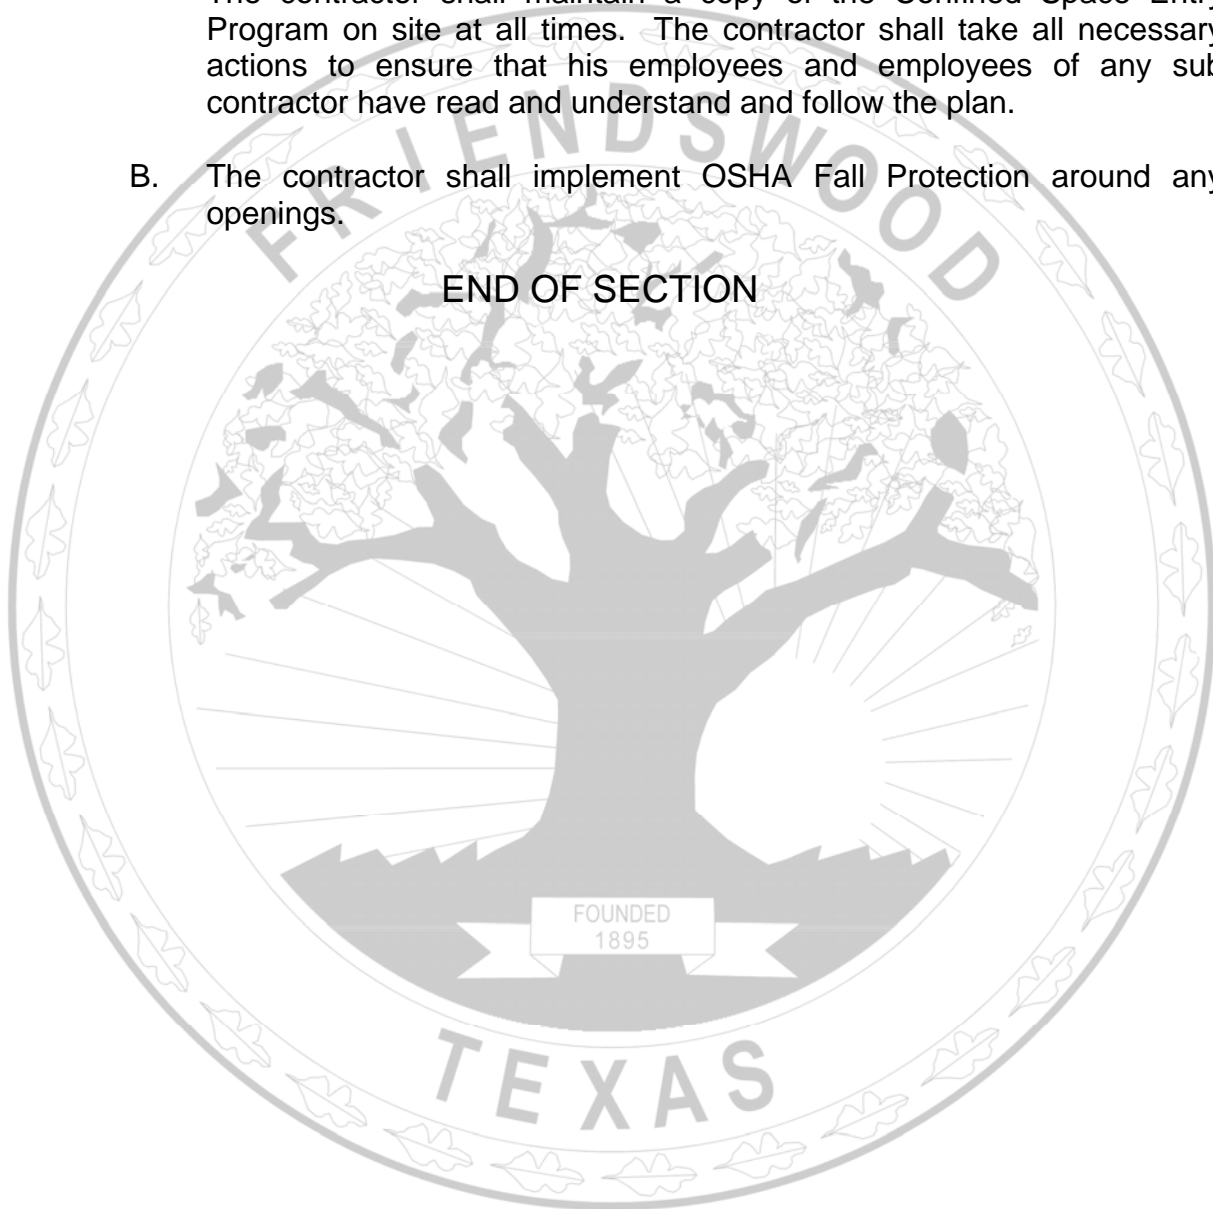 The contractor shall maintain a copy of the Confined Space Entry
Program on site at all times. The contractor shall take all necessary
actions to ensure that his employees and employees of any sub
contractor have read and understand and follow the plan.
B. The contractor shall implement OSHA Fall Protection around any
openings.
END OF SECTION
FRIENDSWOOD
FOUNDED
1895
TEXAS